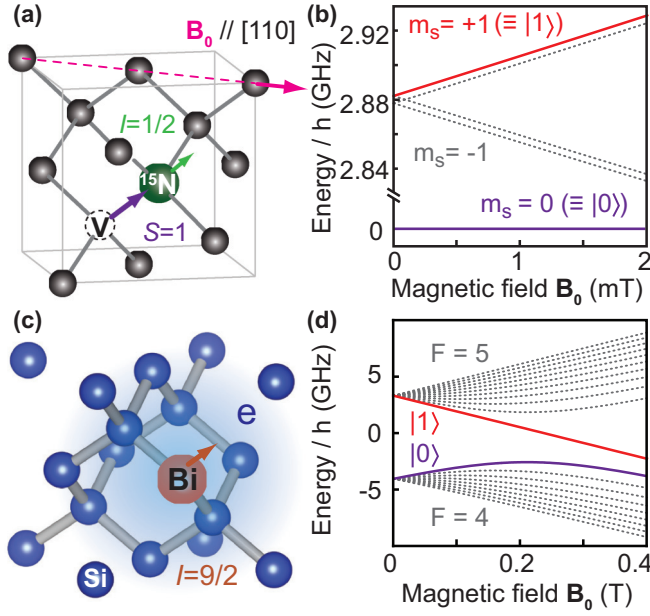 (a)
B₀ // [110]
I=1/2
¹⁵N
V
S=1
(b)
Energy / h (GHz)
2.92
2.88
2.84
0
mₛ = +1 (≡ |1⟩)
mₛ = -1
mₛ = 0 (≡ |0⟩)
0 1 2
Magnetic field B₀ (mT)
(c)
e
Bi
Si
I=9/2
(d)
Energy / h (GHz)
5
0
-5
F = 5
|1⟩
|0⟩
F = 4
0 0.2 0.4
Magnetic field B₀ (T)